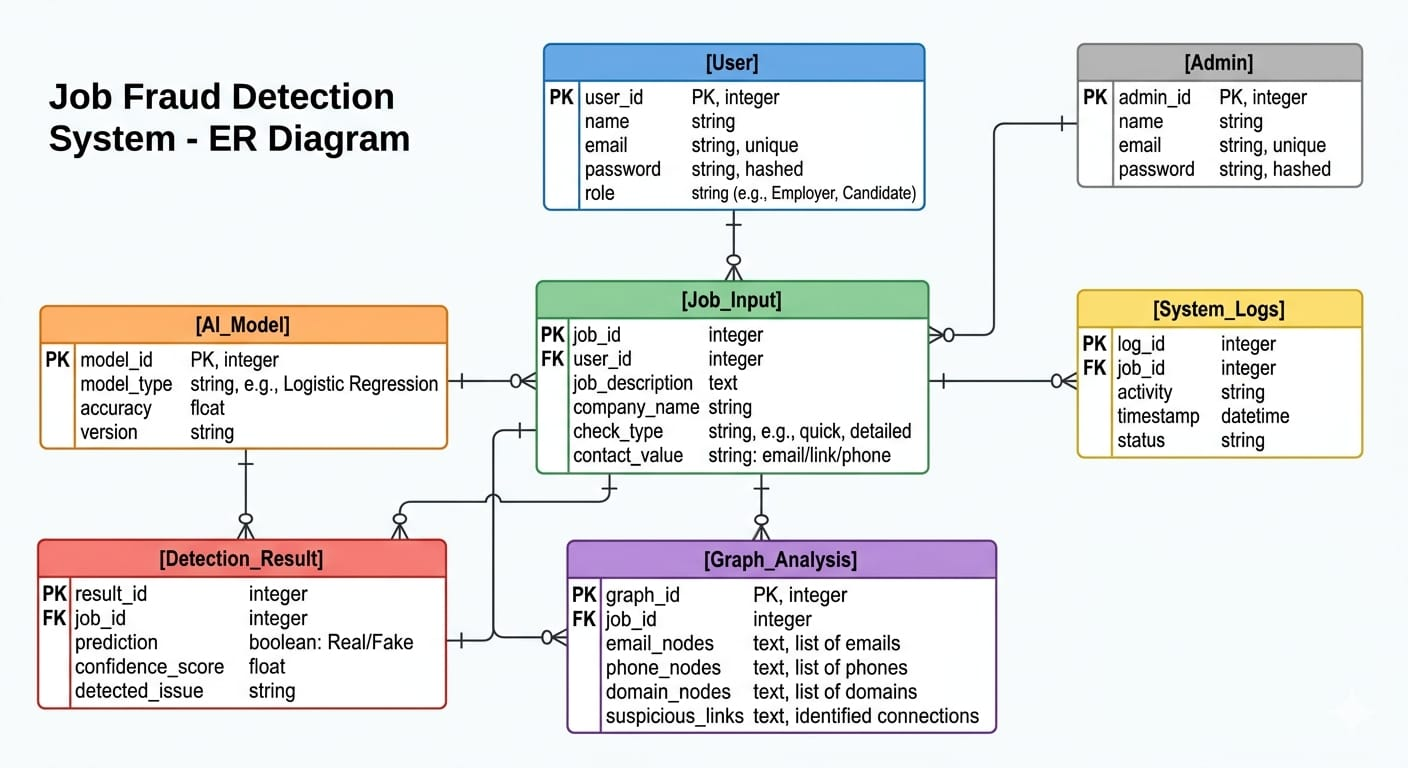 Job Fraud Detection
System - ER Diagram
[User]
PK user_id PK, integer
name string
email string, unique
password string, hashed
role string (e.g., Employer, Candidate)
[Admin]
PK admin_id PK, integer
name string
email string, unique
password string, hashed
[AI_Model]
PK model_id PK, integer
model_type string, e.g., Logistic Regression
accuracy float
version string
[Job_Input]
PK job_id integer
FK user_id integer
job_description text
company_name string
check_type string, e.g., quick, detailed
contact_value string: email/link/phone
[System_Logs]
PK log_id integer
FK job_id integer
activity string
timestamp datetime
status string
[Detection_Result]
PK result_id integer
FK job_id integer
prediction boolean: Real/Fake
confidence_score float
detected_issue string
[Graph_Analysis]
PK graph_id PK, integer
FK job_id integer
email_nodes text, list of emails
phone_nodes text, list of phones
domain_nodes text, list of domains
suspicious_links text, identified connections